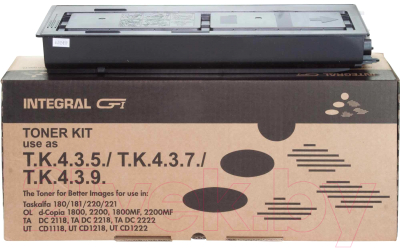 INTEGRAL GFI
TONER KIT
use as
T.K.4.3.5./ T.K.4.3.7./
T.K.4.3.9.
The Toner for Better Images for use in
Taskalfa 180/181/220/221
OL d-Copia 1800, 2200, 1800MF, 2200MF
TA DC 2118, TA DC 2218, TA DC 2222
UT CD1118, UT CD1218, UT CD1222